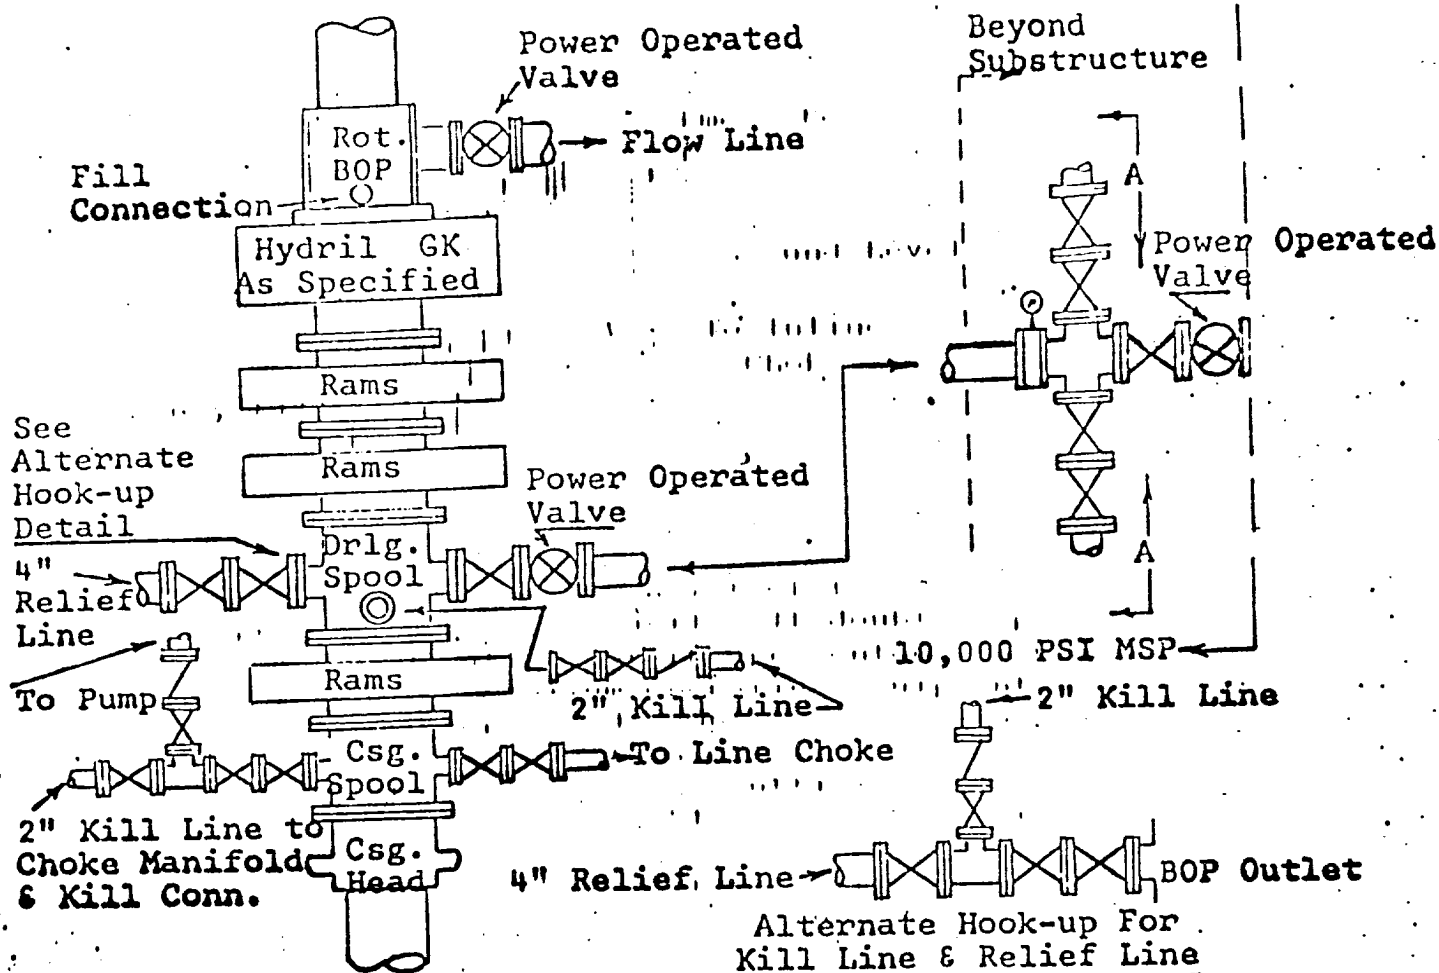 Power Operated
Valve
Rot.
BOP
Flow Line
Fill
Connection
Hydril GK
As Specified
Rams
Rams
See
Alternate
Hook-up
Detail
Power Operated
Valve
Drlg.
Spool
4"
Relief
Line
To Pump
Rams
2" Kill Line
Csg.
Spool
To Line Choke
2" Kill Line to
Choke Manifold
& Kill Conn.
Csg.
Head
Beyond
Substructure
A
Power Operated
Valve
A
10,000 PSI MSP
2" Kill Line
4" Relief Line
BOP Outlet
Alternate Hook-up For
Kill Line & Relief Line